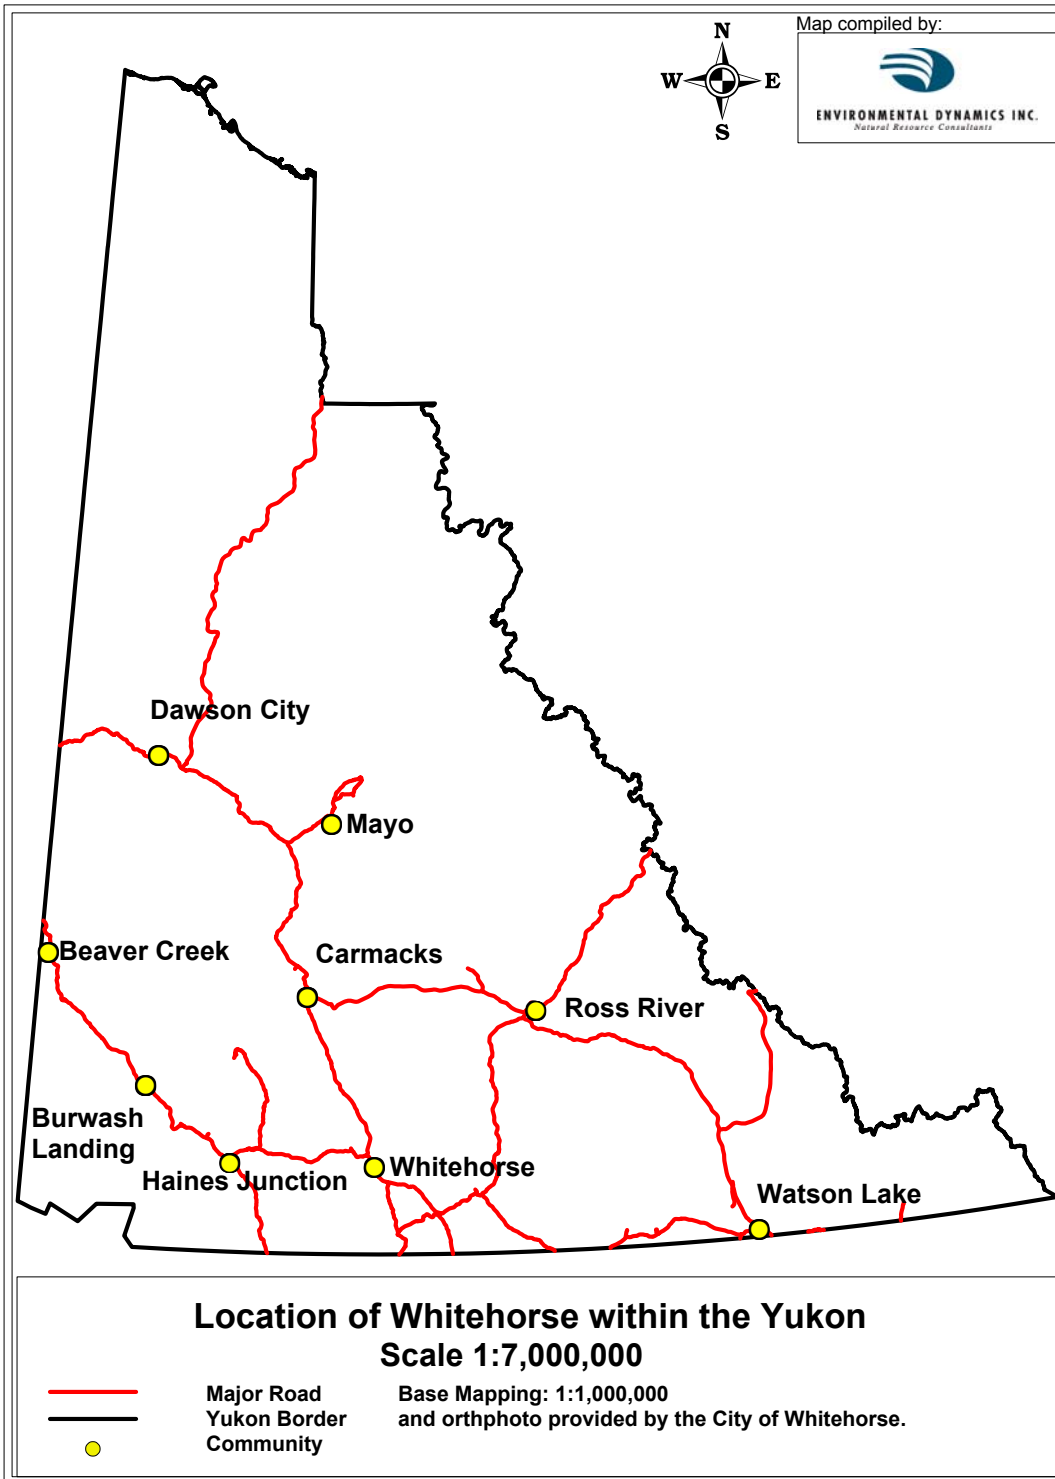 Map compiled by:
N
W E
S
ENVIRONMENTAL DYNAMICS INC.
Natural Resource Consultants
Dawson City
Mayo
Beaver Creek
Carmacks
Ross River
Burwash
Landing
Haines Junction
Whitehorse
Watson Lake
Location of Whitehorse within the Yukon
Scale 1:7,000,000
Major Road
Yukon Border
Community
Base Mapping: 1:1,000,000
and orthphoto provided by the City of Whitehorse.